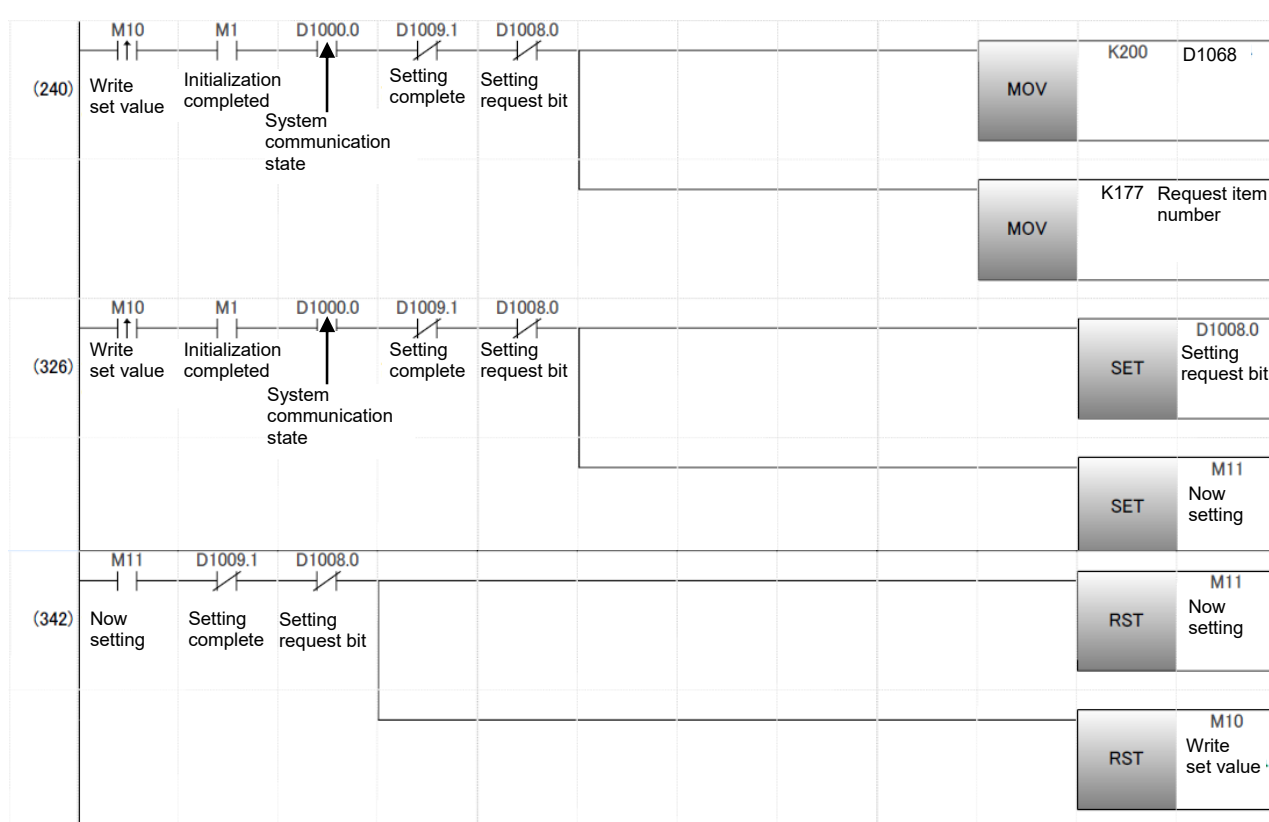 M10 M1 D1000.0 D1009.1 D1008.0
K200 D1068
(240)
Write
set value
Initialization
completed
System
communication
state
Setting
complete
Setting
request bit
MOV
K177 Request item
number
MOV
M10 M1 D1000.0 D1009.1 D1008.0
(326)
Write
set value
Initialization
completed
System
communication
state
Setting
complete
Setting
request bit
SET
D1008.0
Setting
request bit
SET
M11
Now
setting
M11 D1009.1 D1008.0
(342)
Now
setting
Setting
complete
Setting
request bit
RST
M11
Now
setting
RST
M10
Write
set value